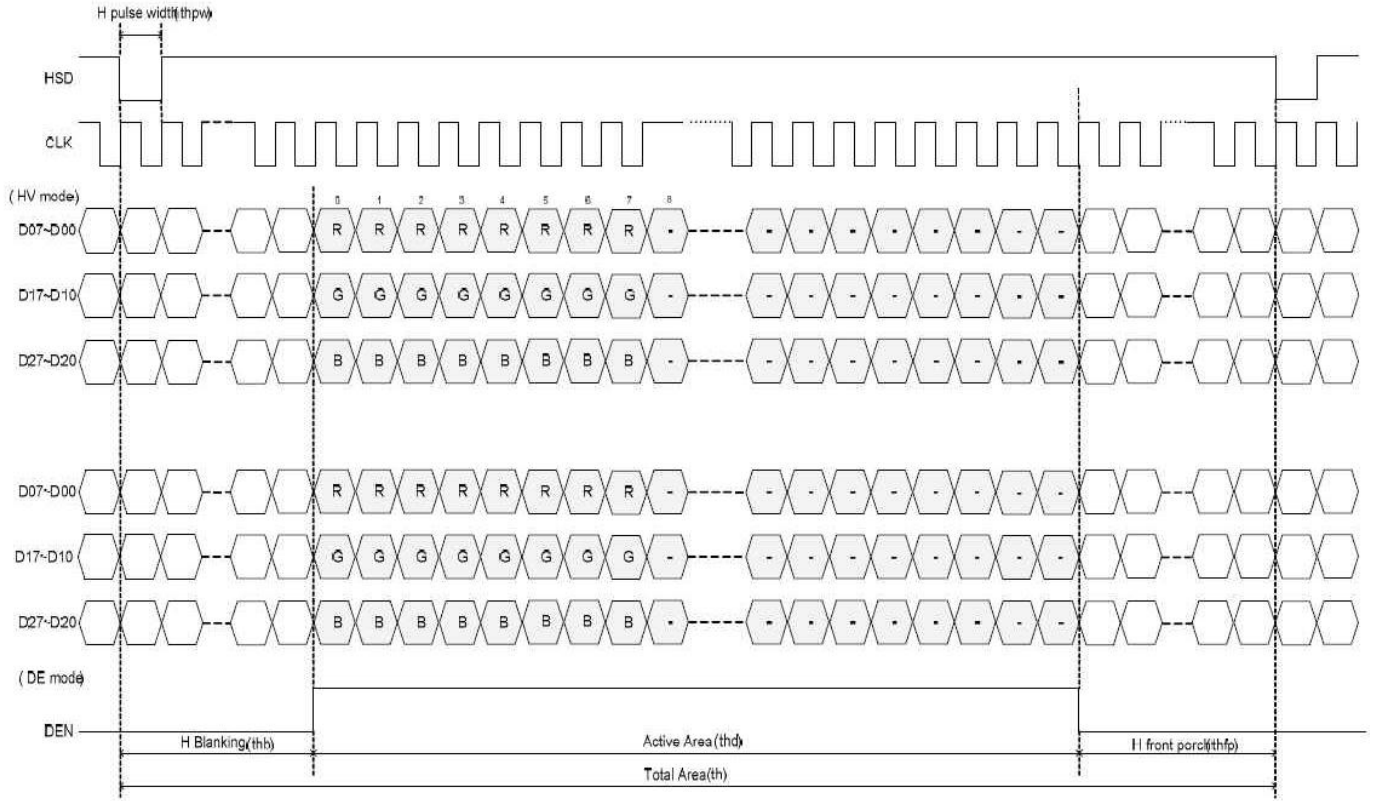 H pulse width(thpw)
HSD
CLK
(HV mode)
0 1 2 3 4 5 6 7 8
D07~D00 R R R R R R R R - - - - - - - - -
D17~D10 G G G G G G G G - - - - - - - - -
D27~D20 B B B B B B B B - - - - - - - - -
D07~D00 R R R R R R R R - - - - - - - - -
D17~D10 G G G G G G G G - - - - - - - - -
D27~D20 B B B B B B B B - - - - - - - - -
(DE mode)
DEN
H Blanking(thb) Active Area(thd) H front porch(thfp)
Total Area(th)